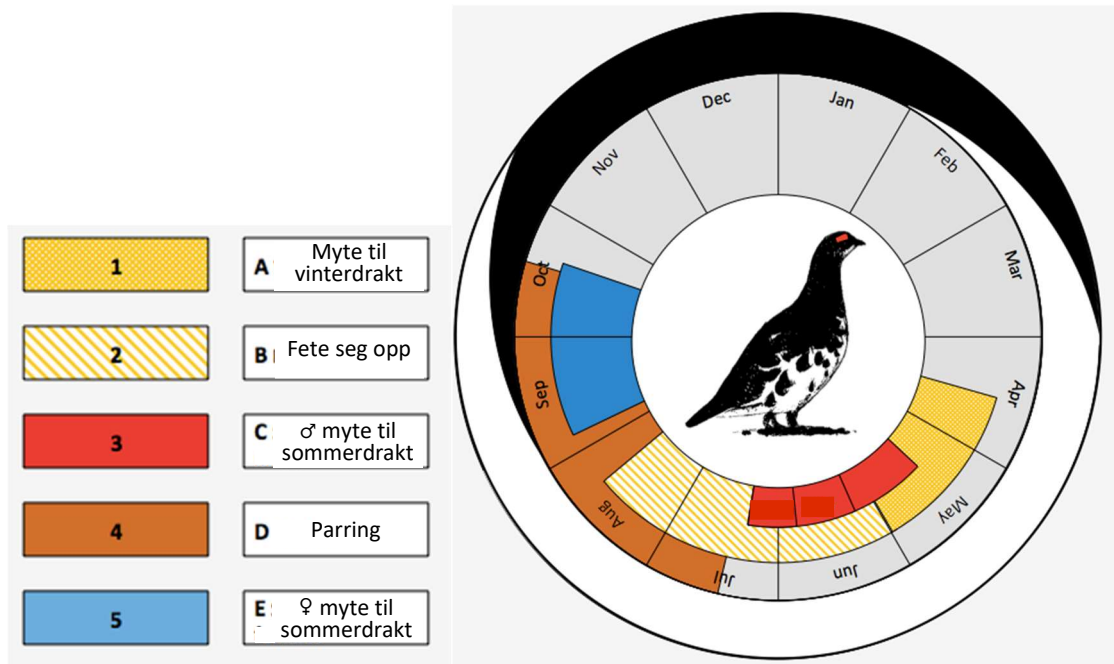 1
A Myte til
vinterdrakt
2
B Fete seg opp
3
C ♂ myte til
sommerdrakt
4
D Parring
5
E ♀ myte til
sommerdrakt
Dec
Jan
Nov
Feb
Oct
Mar
Sep
Apr
Aug
May
Jul
Jun